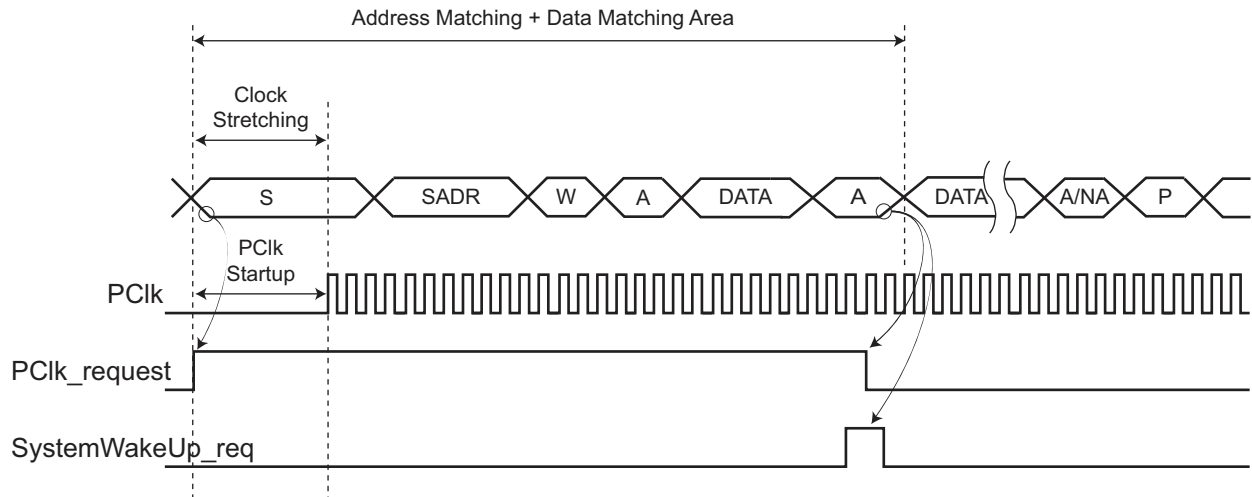 Address Matching + Data Matching Area
Clock
Stretching
S
SADR
W
A
DATA
A
DATA
A/NA
P
PClk
Startup
PClk
PClk_request
SystemWakeUp_req